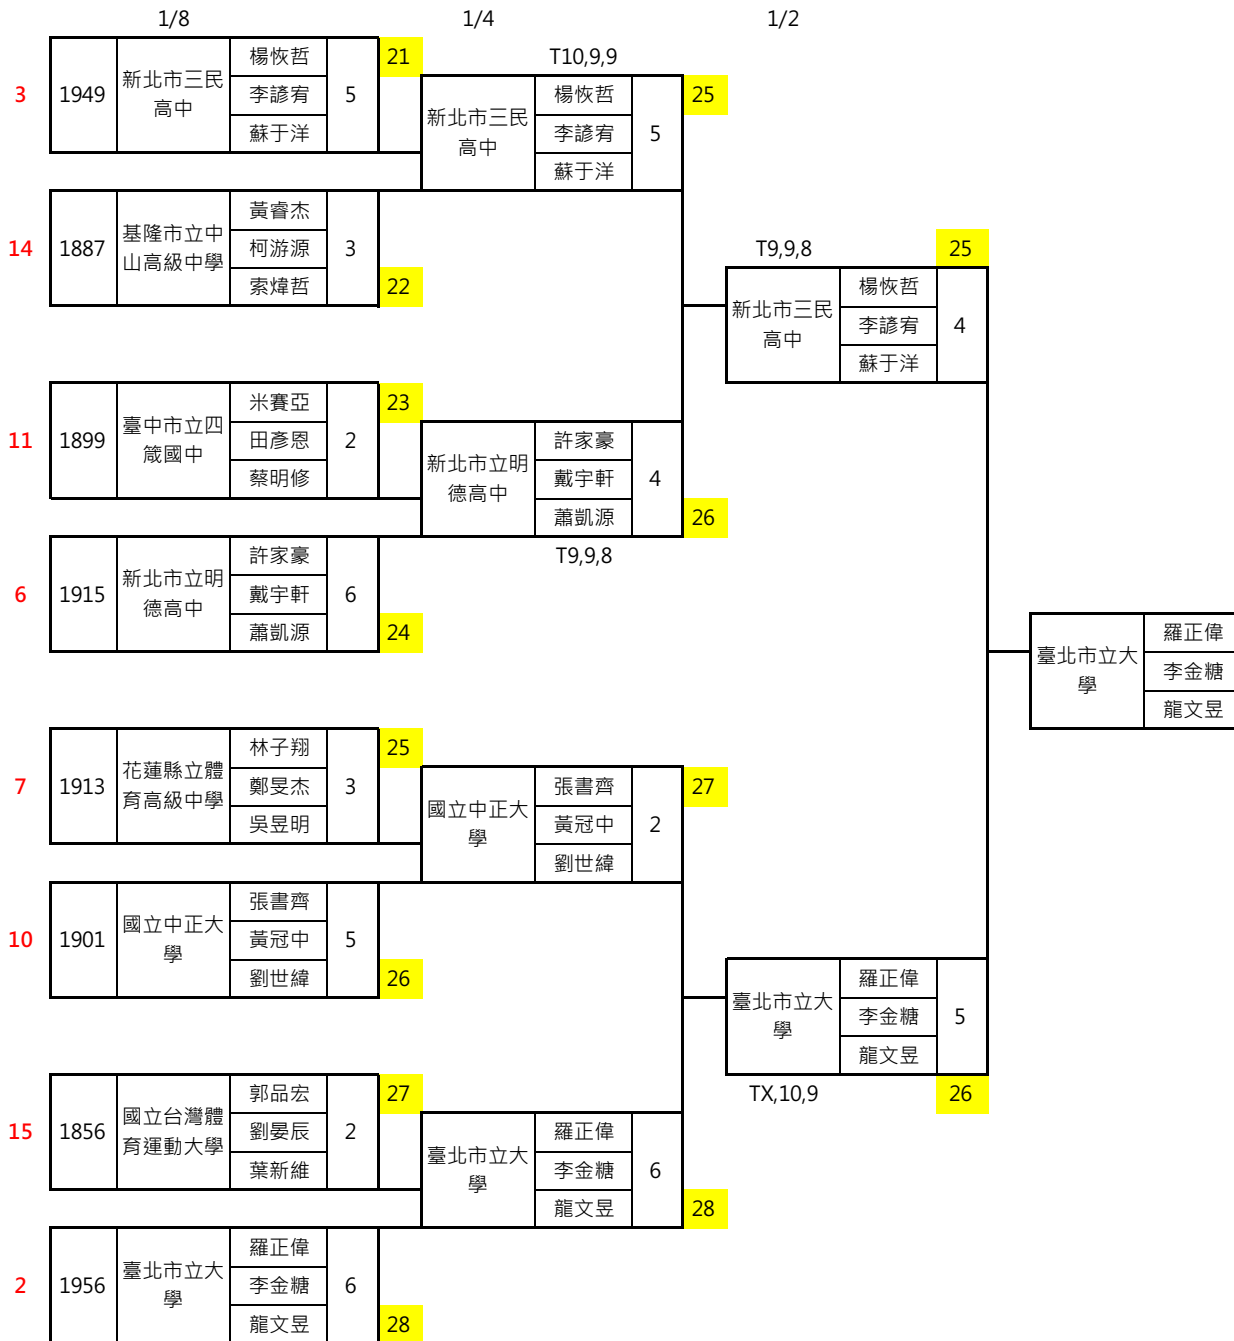 1/8
1/4
1/2
3
1949
新北市三民
高中
楊恢哲
李諺宥
蘇于洋
5
21
14
1887
基隆市立中
山高級中學
黃睿杰
柯游源
索煒哲
3
22
11
1899
臺中市立四
箴國中
米賽亞
田彥恩
蔡明修
2
23
6
1915
新北市立明
德高中
許家豪
戴宇軒
蕭凱源
6
24
7
1913
花蓮縣立體
育高級中學
林子翔
鄭旻杰
吳昱明
3
25
10
1901
國立中正大
學
張書齊
黃冠中
劉世緯
5
26
15
1856
國立台灣體
育運動大學
郭品宏
劉晏辰
葉新維
2
27
2
1956
臺北市立大
學
羅正偉
李金糖
龍文昱
6
28
T10,9,9
新北市三民
高中
楊恢哲
李諺宥
蘇于洋
5
25
新北市立明
德高中
許家豪
戴宇軒
蕭凱源
4
26
T9,9,8
國立中正大
學
張書齊
黃冠中
劉世緯
2
27
臺北市立大
學
羅正偉
李金糖
龍文昱
6
28
T9,9,8
25
新北市三民
高中
楊恢哲
李諺宥
蘇于洋
4
臺北市立大
學
羅正偉
李金糖
龍文昱
5
TX,10,9
26
臺北市立大
學
羅正偉
李金糖
龍文昱